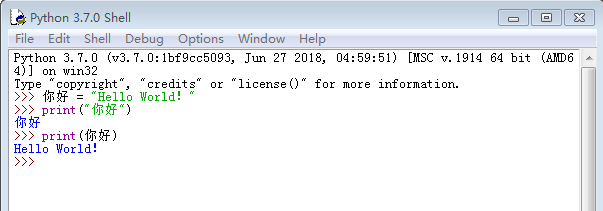 Python 3.7.0 Shell
File Edit Shell Debug Options Window Help
Python 3.7.0 (v3.7.0:1bf9cc5093, Jun 27 2018, 04:59:51) [MSC v.1914 64 bit (AMD6
4)] on win32
Type "copyright", "credits" or "license()" for more information.
>>> 你好 = "Hello World! "
>>> print("你好")
你好
>>> print(你好)
Hello World!
>>>